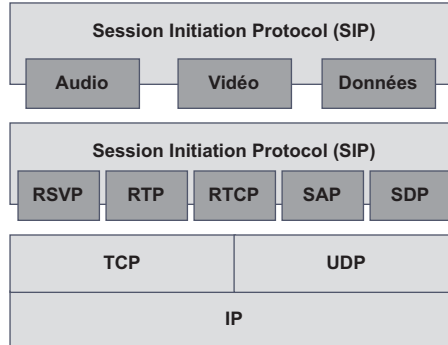 Session Initiation Protocol (SIP)
Audio Vidéo Données
Session Initiation Protocol (SIP)
RSVP RTP RTCP SAP SDP
TCP UDP
IP